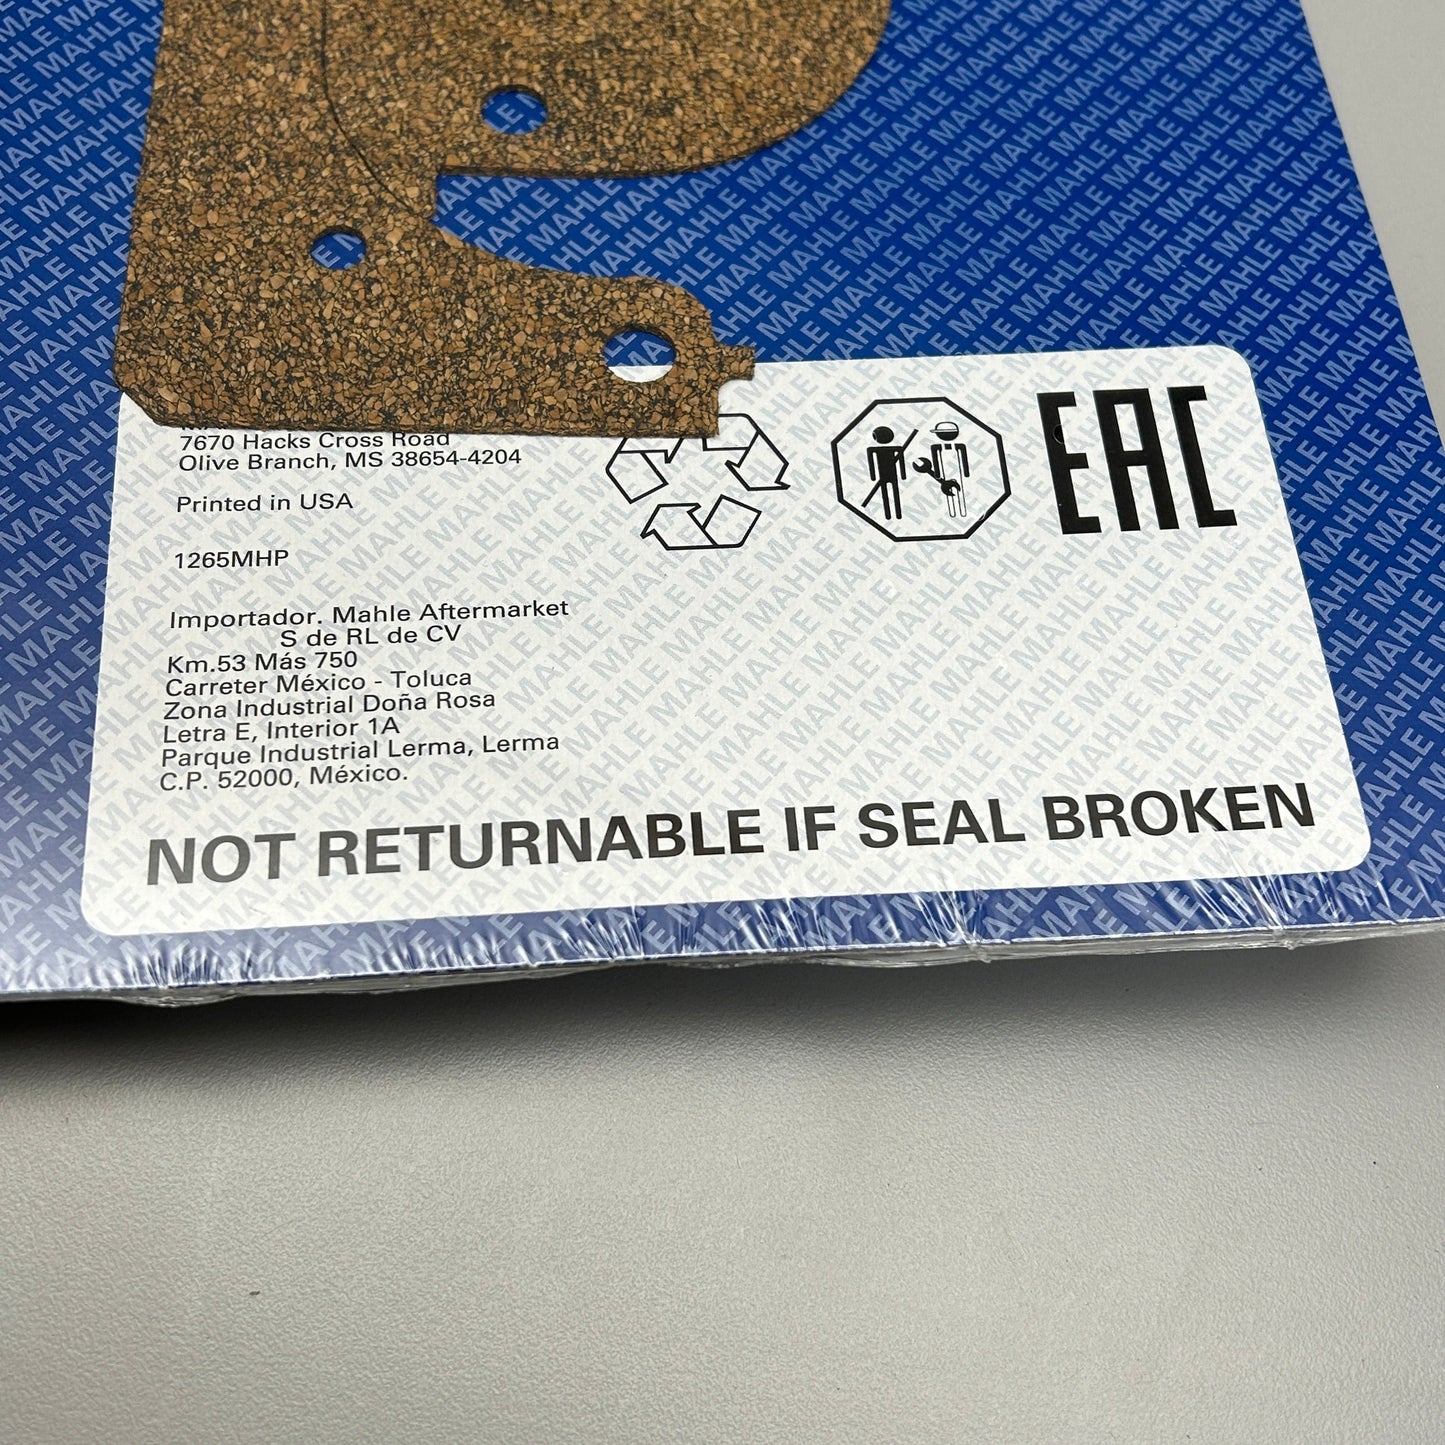 7670 Hacks Cross Road
Olive Branch, MS 38654-4204
Printed in USA
1265MHP
Importador. Mahle Aftermarket
S de RL de CV
Km.53 Más 750
Carreter México - Toluca
Zona Industrial Doña Rosa
Letra E, Interior 1A
Parque Industrial Lerma, Lerma
C.P. 52000, México.
EAC
NOT RETURNABLE IF SEAL BROKEN
MAHLE